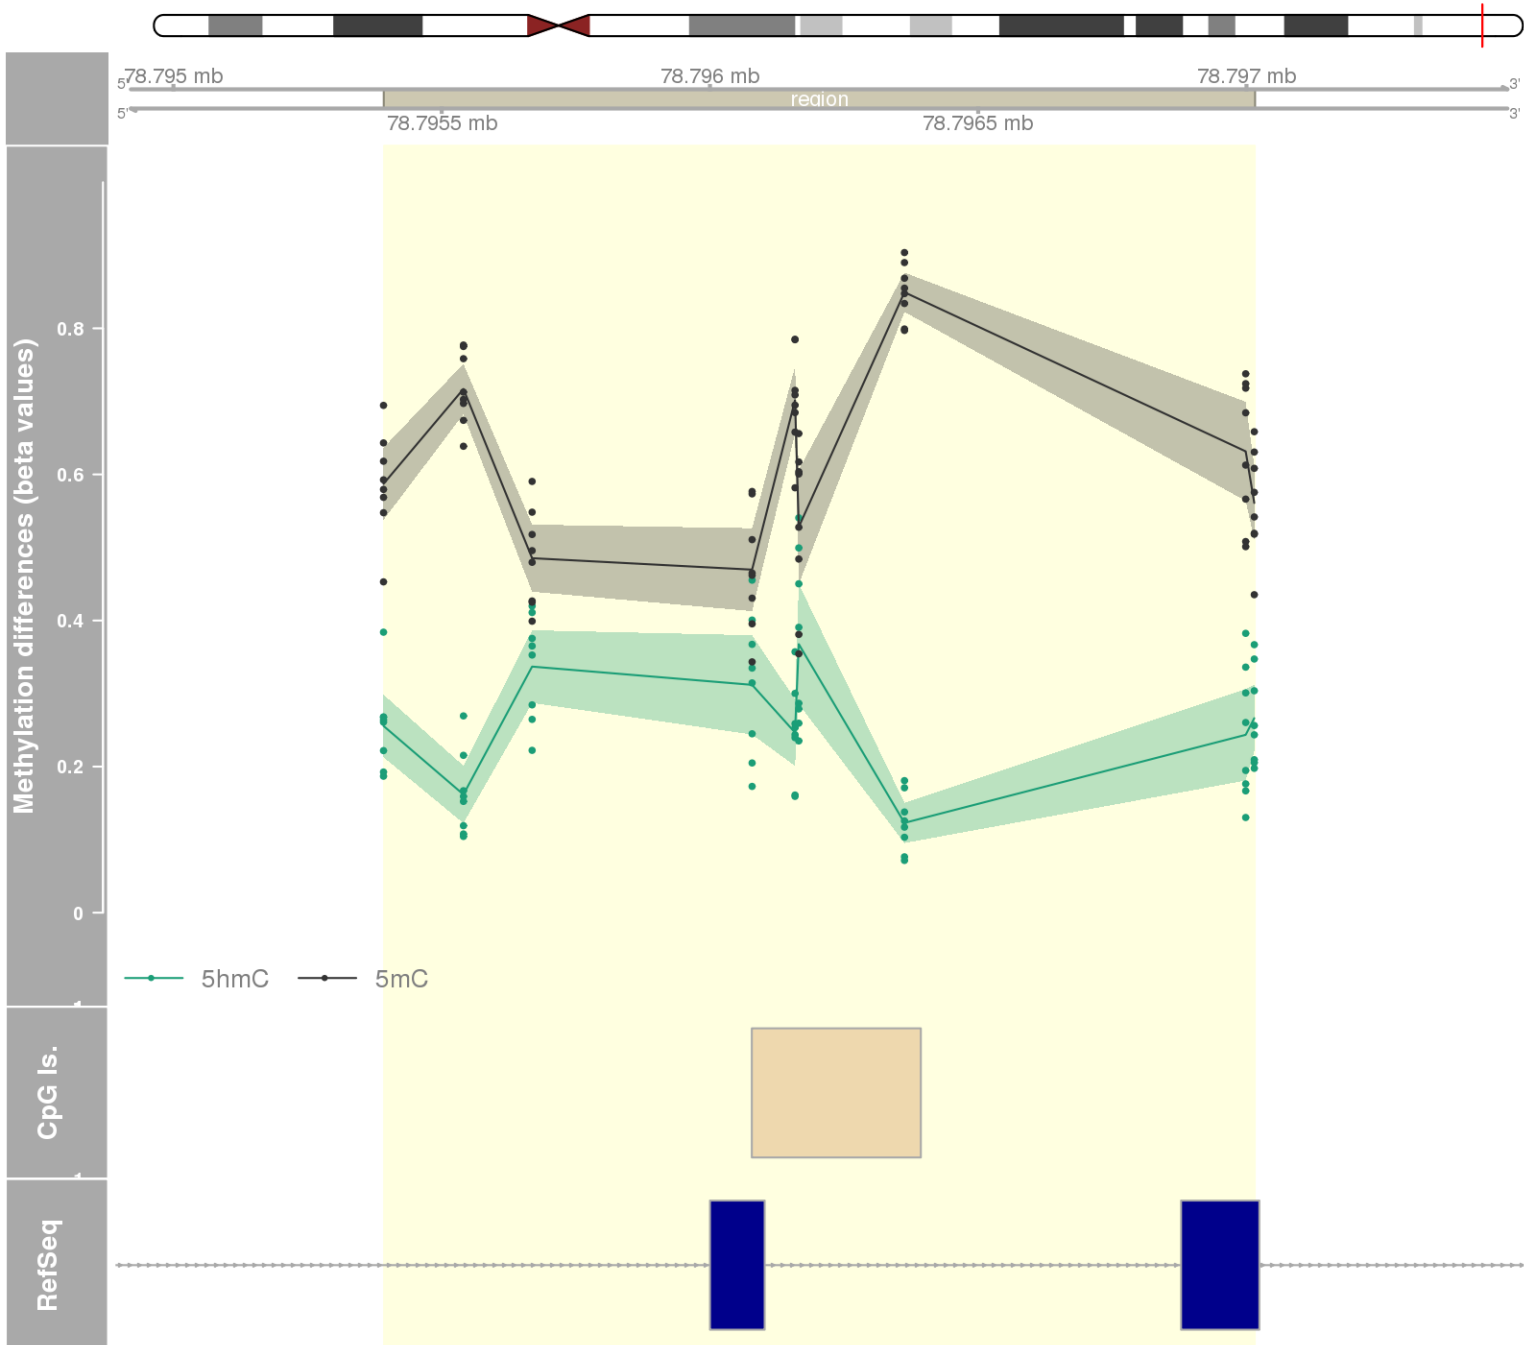 78.795 mb
78.796 mb
78.797 mb
5'
3'
region
5'
3'
78.7955 mb
78.7965 mb
Methylation differences (beta values)
0.8
0.6
0.4
0.2
0
5hmC
5mC
CpG Is.
RefSeq